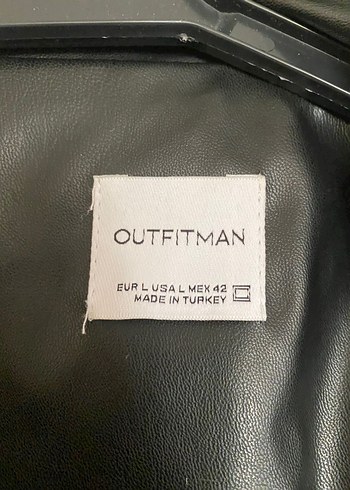 OUTFITMAN
EUR L USA L MEX 42
MADE IN TURKEY